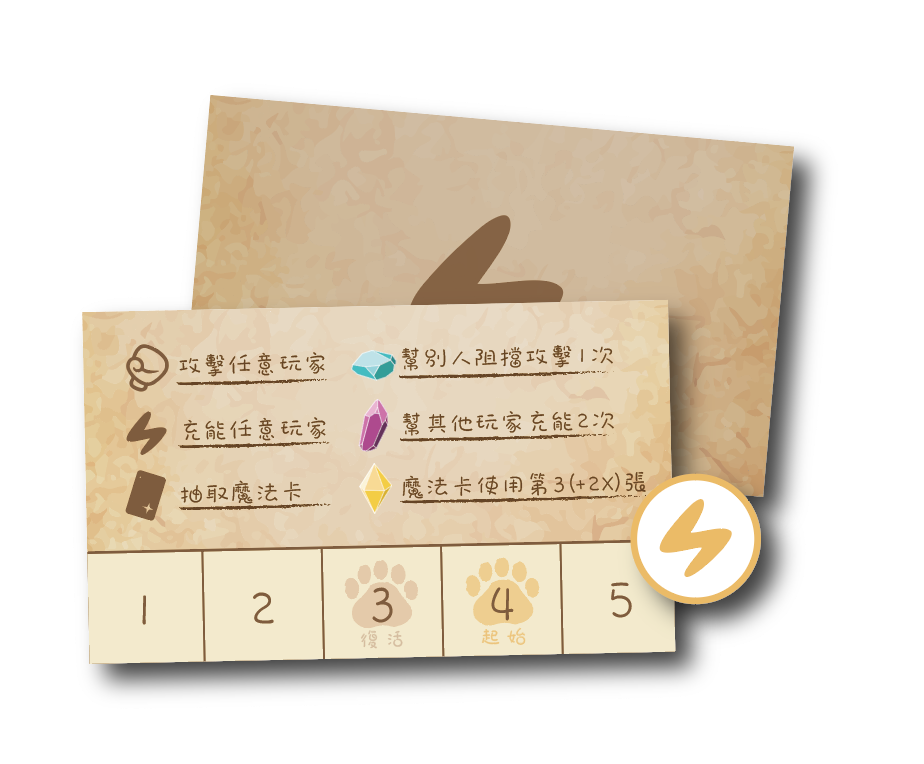 攻擊任意玩家
幫別人阻擋攻擊1次
充能任意玩家
幫其他玩家充能2次
抽取魔法卡
魔法卡使用第3(+2X)張
1
2
3
復活
4
起始
5